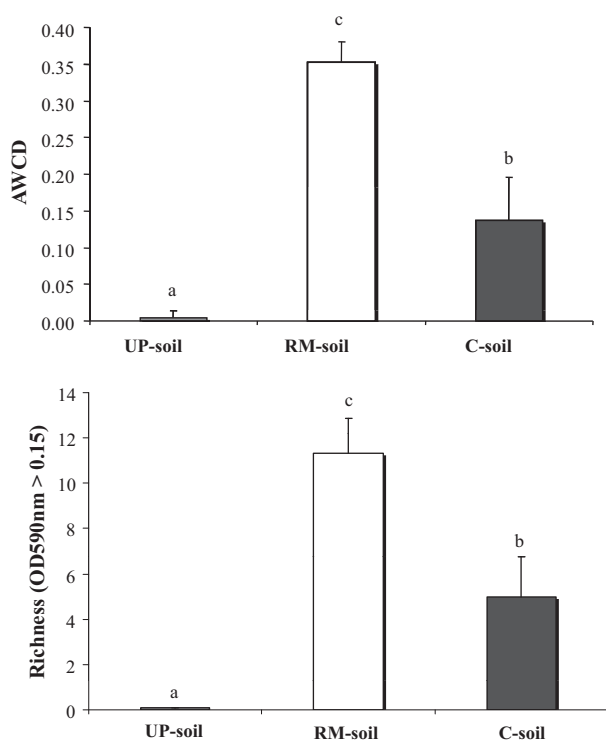 0.40
c
0.35
0.30
0.25
AWCD
0.20
b
0.15
0.10
0.05
a
0.00
UP-soil RM-soil C-soil
14
c
12
Richness (OD590nm > 0.15)
10
8
b
6
4
2
a
0
UP-soil RM-soil C-soil